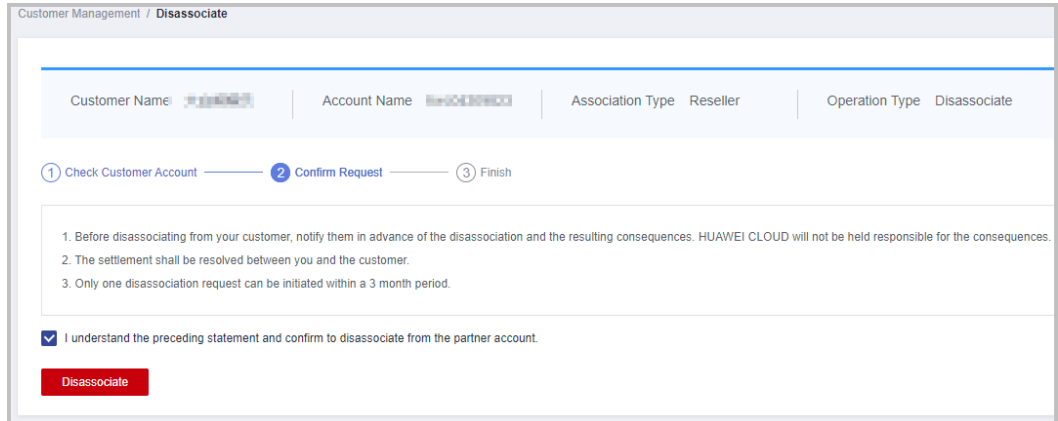 Customer Management / Disassociate
Customer Name Account Name Association Type Reseller Operation Type Disassociate
1 Check Customer Account 2 Confirm Request 3 Finish
1. Before disassociating from your customer, notify them in advance of the disassociation and the resulting consequences. HUAWEI CLOUD will not be held responsible for the consequences.
2. The settlement shall be resolved between you and the customer.
3. Only one disassociation request can be initiated within a 3 month period.
I understand the preceding statement and confirm to disassociate from the partner account.
Disassociate